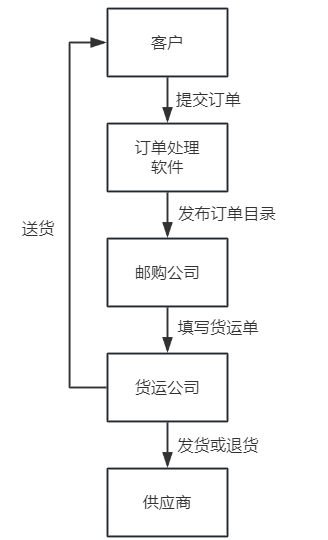 客户
提交订单
订单处理
软件
发布订单目录
送货
邮购公司
填写货运单
货运公司
发货或退货
供应商